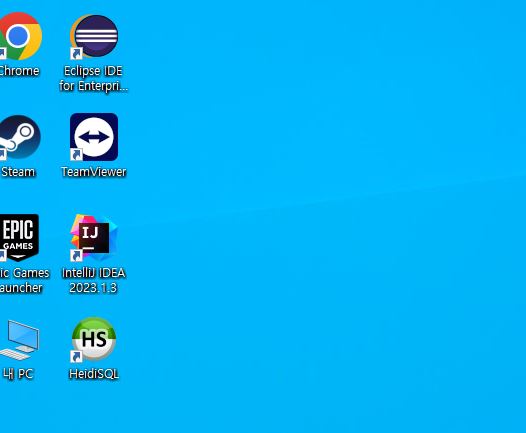 Chrome
Eclipse IDE
for Enterpri...
Steam
TeamViewer
EPIC
GAMES
IJ
ic Games
auncher
IntelliJ IDEA
2023.1.3
HS
내 PC
HeidiSQL